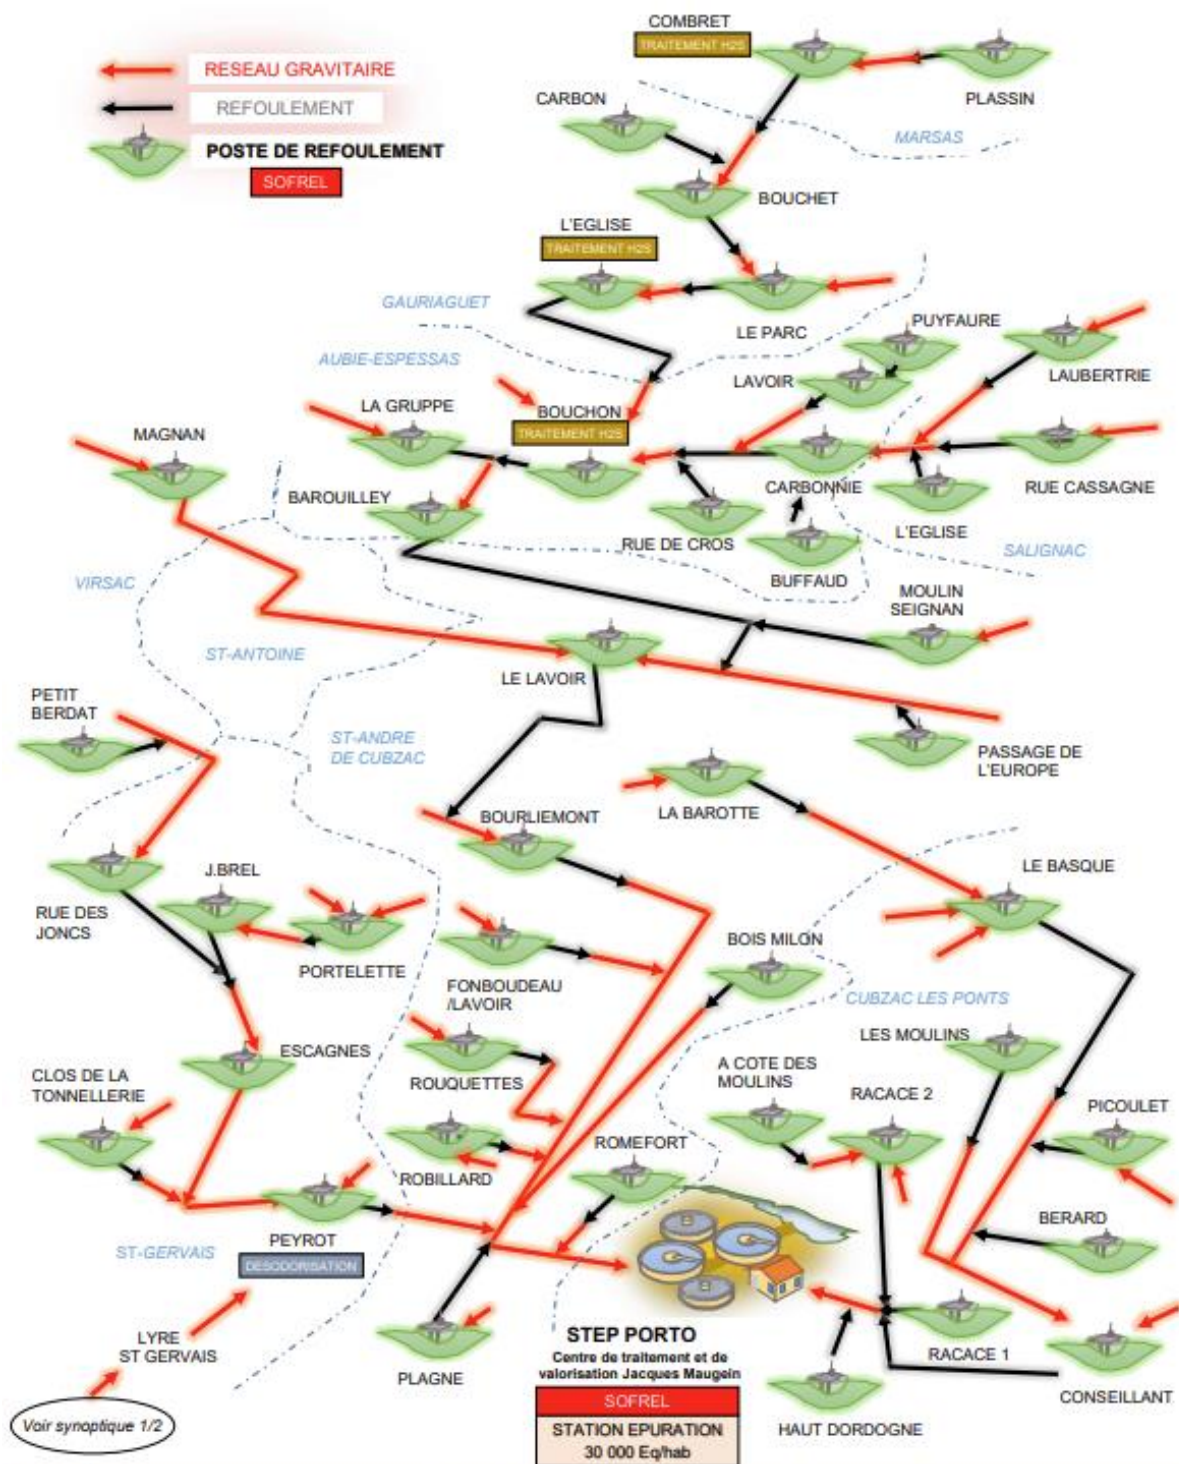 RESEAU GRAVITAIRE
REFOULEMENT
POSTE DE REFOULEMENT
SOFREL
COMBRET
TRAITEMENT H2S
PLASSIN
CARBON
MARSAS
BOUCHET
L'EGLISE
TRAITEMENT H2S
GAURIAGUET
LE PARC
PUYFAURE
AUBIE-ESPESSAS
LAVOIR
LAUBERTRIE
LA GRUPPE
BOUCHON
TRAITEMENT H2S
MAGNAN
BAROUILLEY
CARBONNIE
RUE CASSAGNE
RUE DE CROS
L'EGLISE
SALIGNAC
BUFFAUD
VIRSAC
MOULIN
SEIGNAN
ST-ANTOINE
LE LAVOIR
PETIT
BERDAT
ST-ANDRE
DE CUBZAC
PASSAGE DE
L'EUROPE
LA BAROTTE
BOURLIEMONT
LE BASQUE
J.BREL
RUE DES
JONCS
PORTELETTE
BOIS MILON
FONBOUDEAU
/LAVOIR
CUBZAC LES PONTS
LES MOULINS
ESCAGNES
ROUQUETTES
A COTE DES
MOULINS
RACACE 2
CLOS DE LA
TONNELLERIE
PICOULET
ROMEFORT
ROBILLARD
BERARD
PEYROT
DESODORISATION
ST-GERVAIS
LYRE
ST GERVAIS
PLAGNE
STEP PORTO
Centre de traitement et de
valorisation Jacques Maugein
SOFREL
STATION EPURATION
30 000 Eq/hab
RACACE 1
CONSEILLANT
HAUT DORDOGNE
Voir synoptique 1/2